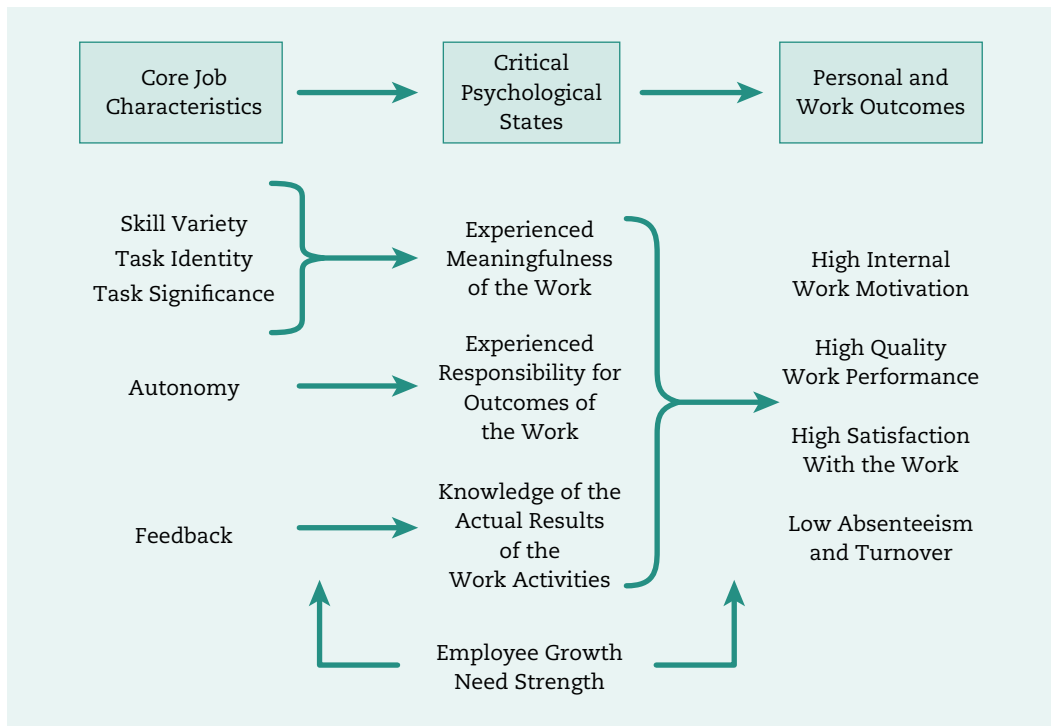 Core Job
Characteristics
Critical
Psychological
States
Personal and
Work Outcomes
Skill Variety
Task Identity
Task Significance
Experienced
Meaningfulness
of the Work
High Internal
Work Motivation
Autonomy
Experienced
Responsibility for
Outcomes of
the Work
High Quality
Work Performance
High Satisfaction
With the Work
Feedback
Knowledge of the
Actual Results
of the
Work Activities
Low Absenteeism
and Turnover
Employee Growth
Need Strength